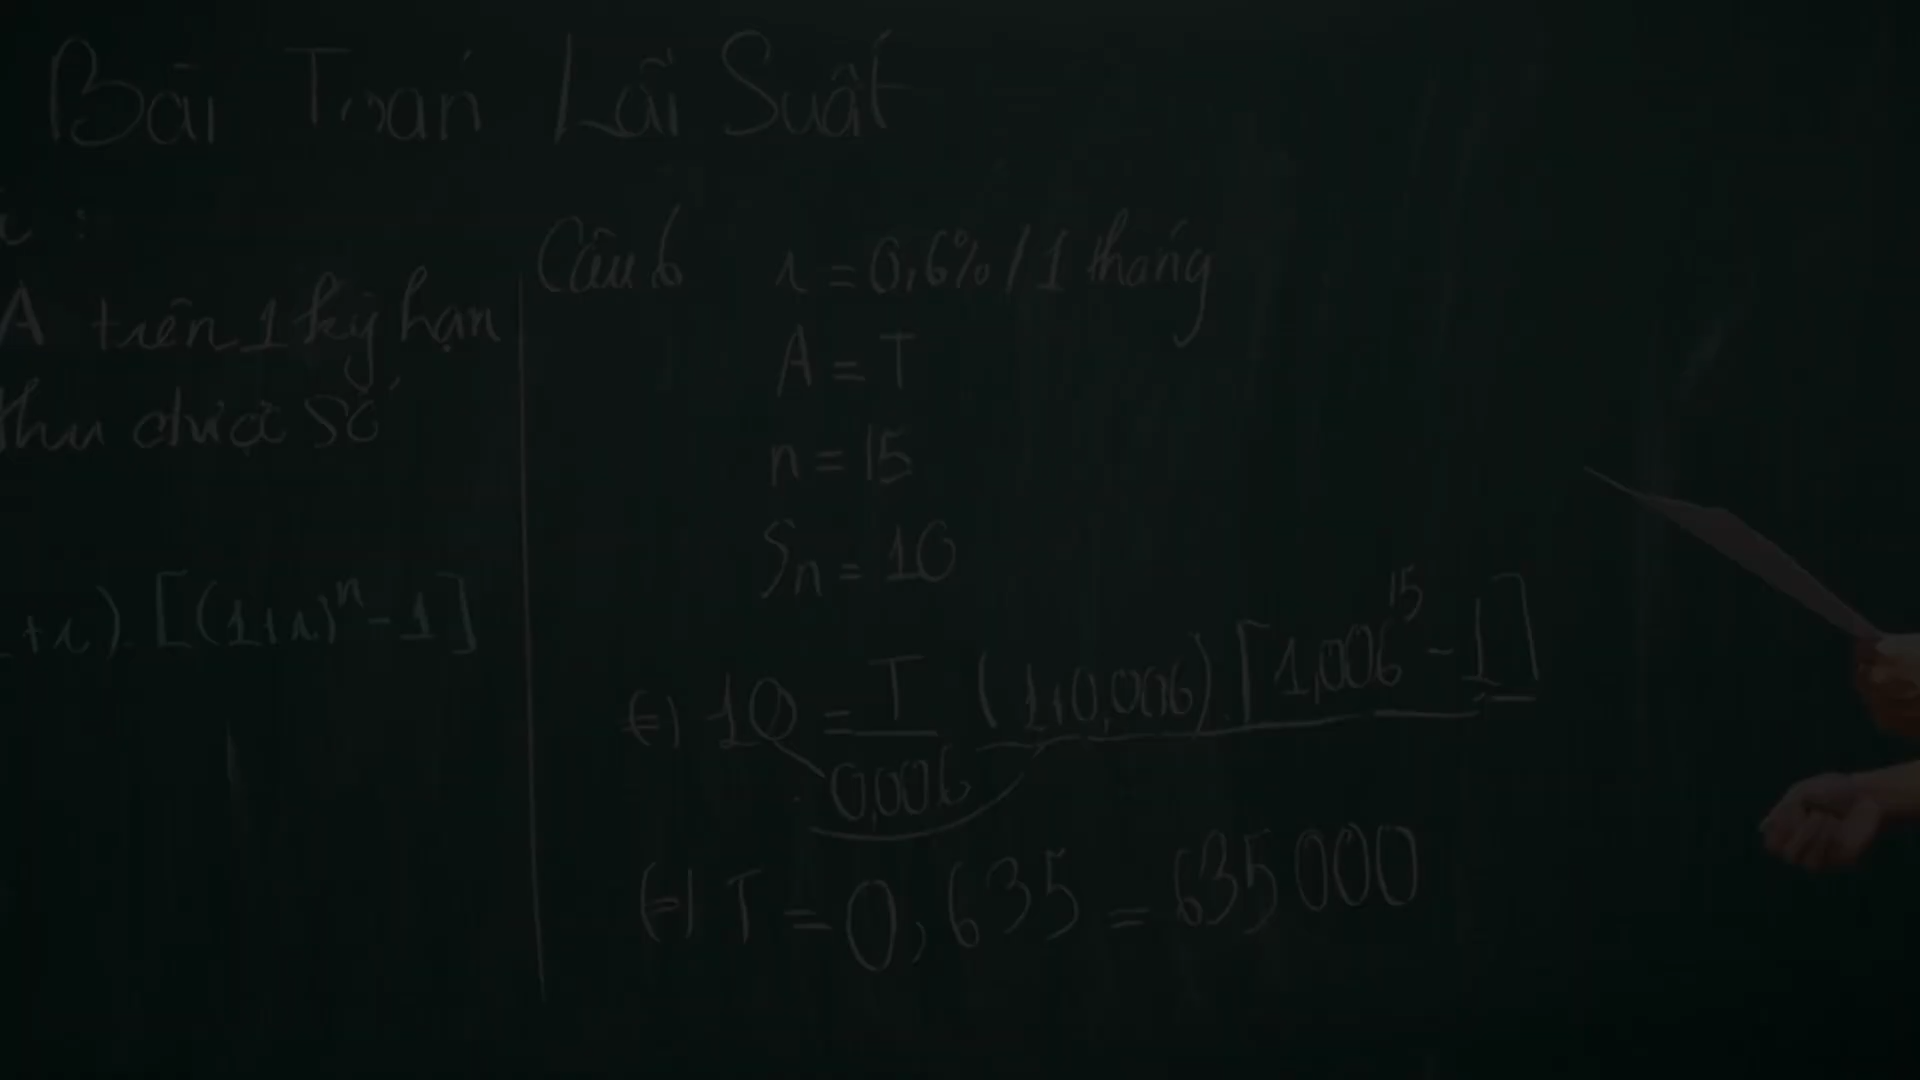 Bài Toán Lãi Suất
:
A trên 1 kỳ hạn
thu được số
+r).[(1+r)^n-1]
Câu 6 r = 0,6% / 1 tháng
A = T
n = 15
Sn = 10
(=) 10 = T/0,006 (1+0,006).[1,006^15 - 1]
(=) T = 0,635 = 635000